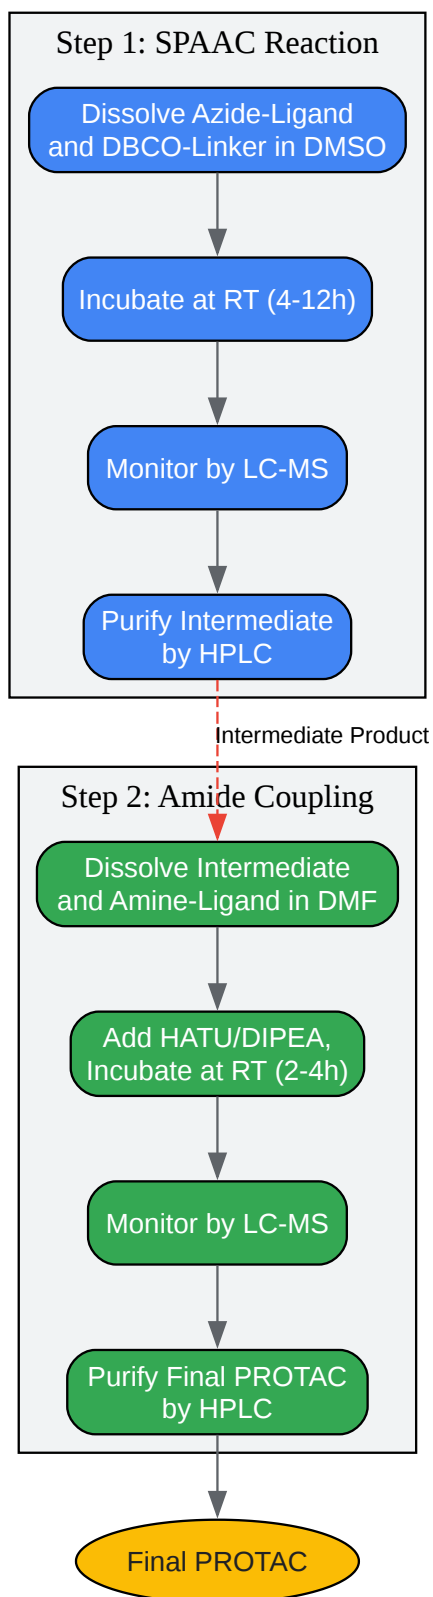 Step 1: SPAAC Reaction
Dissolve Azide-Ligand
and DBCO-Linker in DMSO
Incubate at RT (4-12h)
Monitor by LC-MS
Purify Intermediate
by HPLC
Intermediate Product
Step 2: Amide Coupling
Dissolve Intermediate
and Amine-Ligand in DMF
Add HATU/DIPEA,
Incubate at RT (2-4h)
Monitor by LC-MS
Purify Final PROTAC
by HPLC
Final PROTAC